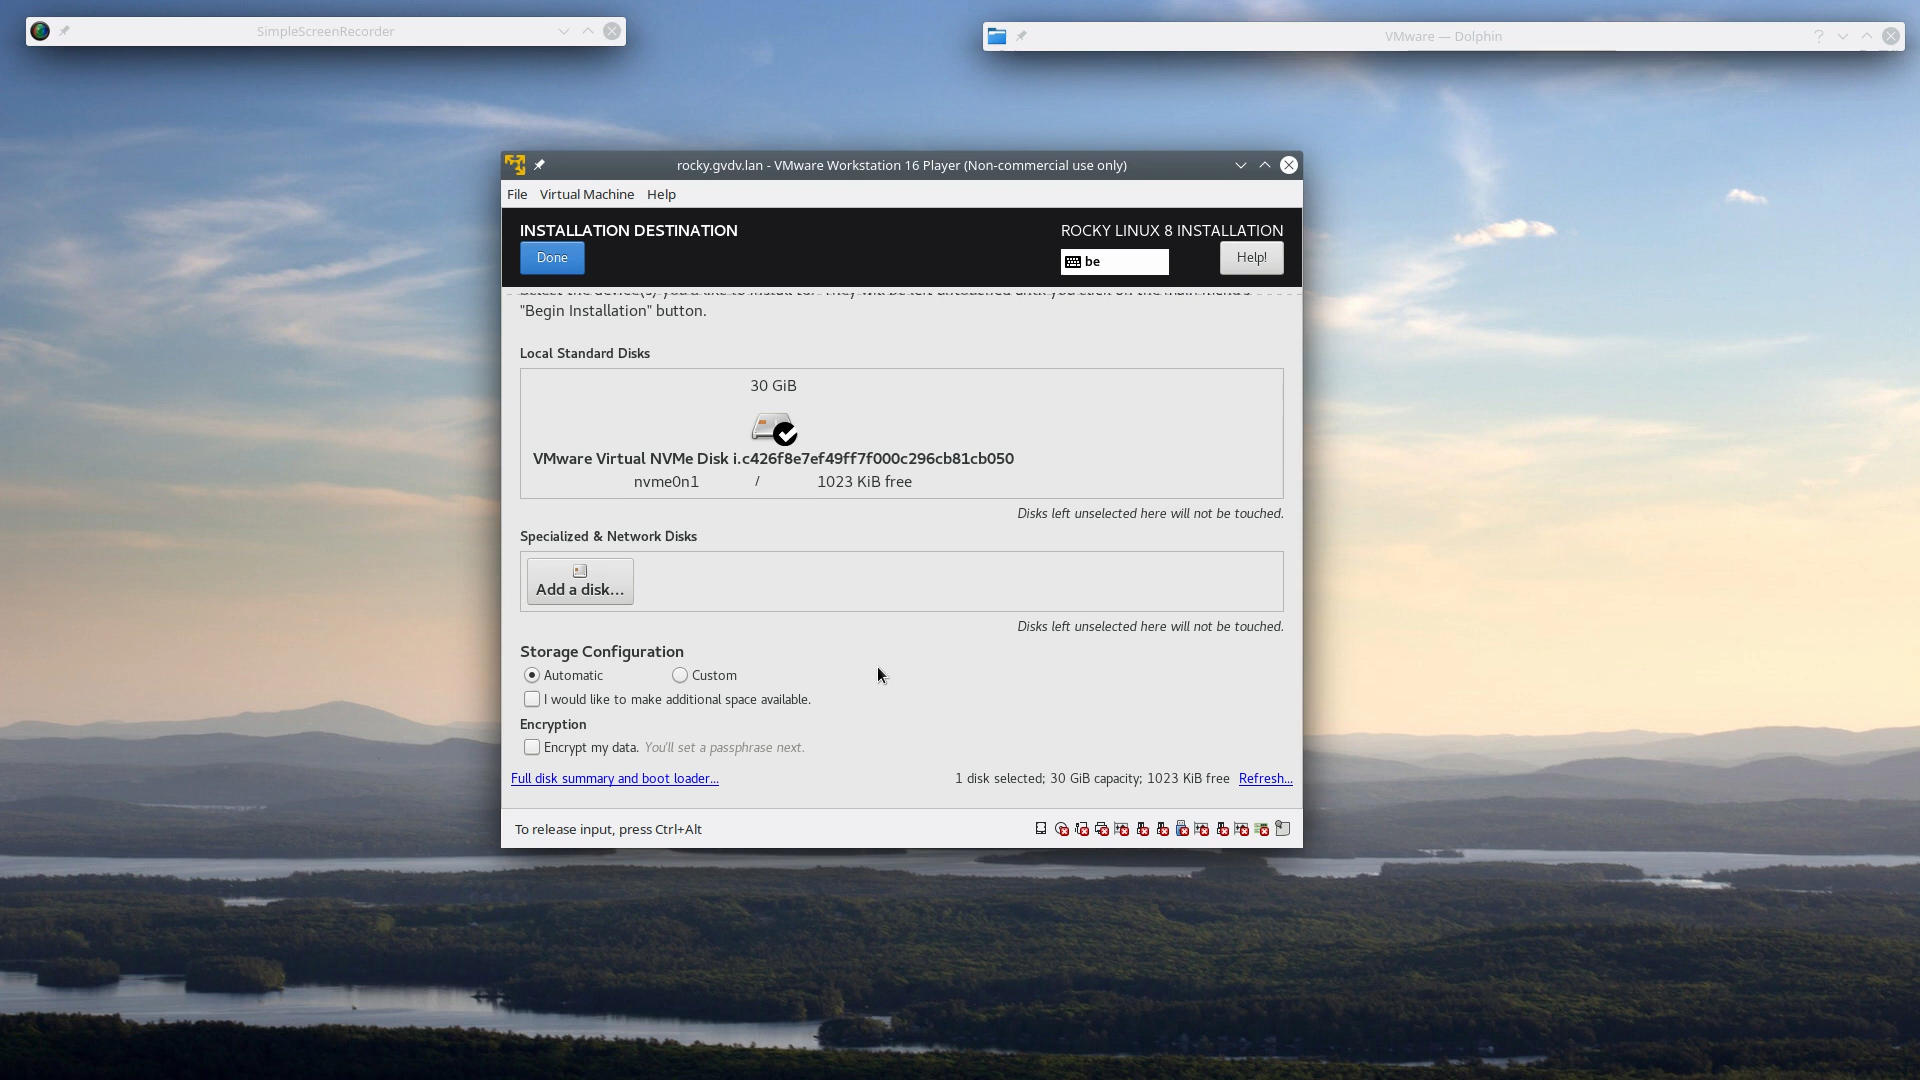 SimpleScreenRecorder
VMware — Dolphin
rocky.gvdv.lan - VMware Workstation 16 Player (Non-commercial use only)
File Virtual Machine Help
INSTALLATION DESTINATION
ROCKY LINUX 8 INSTALLATION
Done
be
Help!
"Begin Installation" button.
Local Standard Disks
30 GiB
VMware Virtual NVMe Disk i.c426f8e7ef49ff7f000c296cb81cb050
nvme0n1 / 1023 KiB free
Disks left unselected here will not be touched.
Specialized & Network Disks
Add a disk...
Disks left unselected here will not be touched.
Storage Configuration
Automatic Custom
I would like to make additional space available.
Encryption
Encrypt my data. You'll set a passphrase next.
Full disk summary and boot loader...
1 disk selected; 30 GiB capacity; 1023 KiB free Refresh...
To release input, press Ctrl+Alt